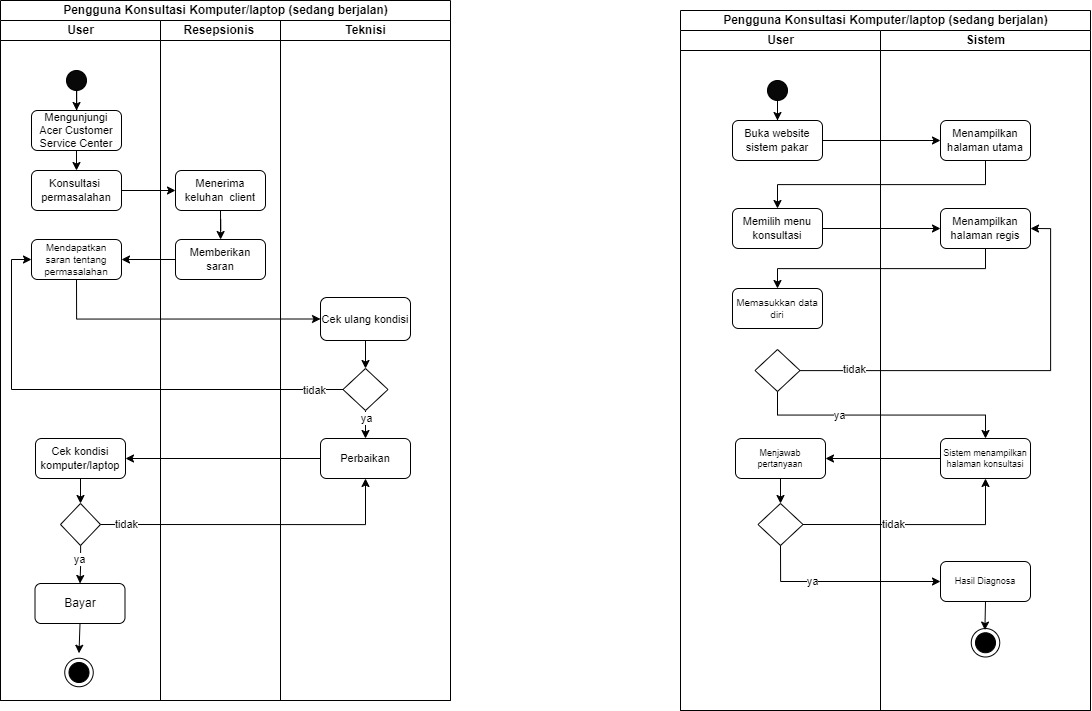 Pengguna Konsultasi Komputer/laptop (sedang berjalan)
User
Resepsionis
Teknisi
Mengunjungi
Acer Customer
Service Center
Konsultasi
permasalahan
Menerima
keluhan client
Mendapatkan
saran tentang
permasalahan
Memberikan
saran
Cek ulang kondisi
tidak
ya
Cek kondisi
komputer/laptop
Perbaikan
tidak
ya
Bayar
Pengguna Konsultasi Komputer/laptop (sedang berjalan)
User
Sistem
Buka website
sistem pakar
Menampilkan
halaman utama
Memilih menu
konsultasi
Menampilkan
halaman regis
Memasukkan data
diri
tidak
ya
Menjawab
pertanyaan
Sistem menampilkan
halaman konsultasi
tidak
ya
Hasil Diagnosa